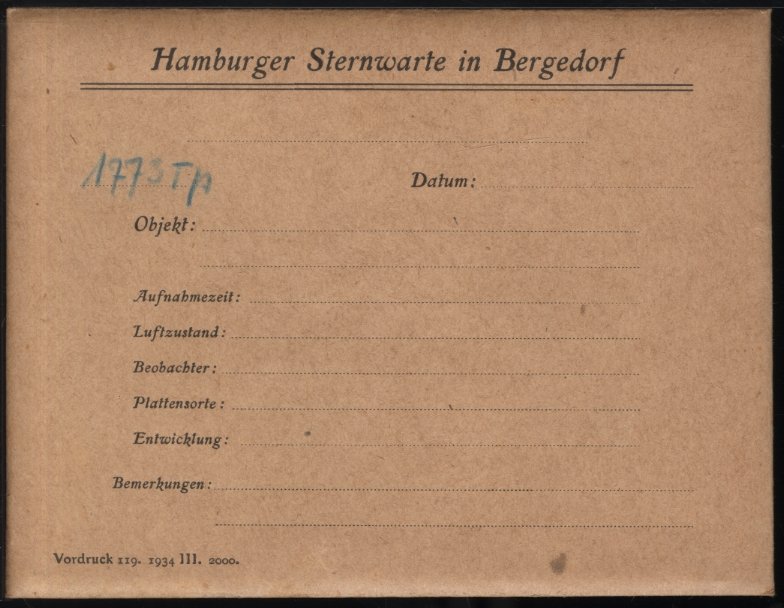 Hamburger Sternwarte in Bergedorf
1773 Tp
Datum:
Objekt:
Aufnahmezeit:
Luftzustand:
Beobachter:
Plattensorte:
Entwicklung:
Bemerkungen:
Vordruck 119. 1934 III. 2000.